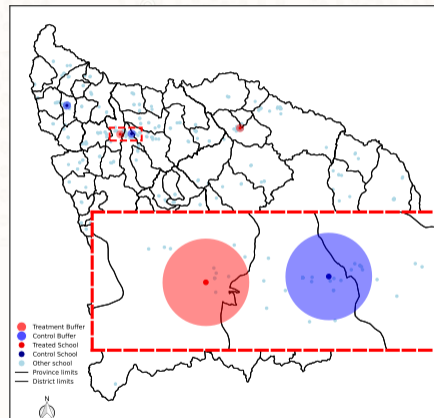 Treatment Buffer
Control Buffer
Treated School
Control School
Other school
Province limits
District limits
N